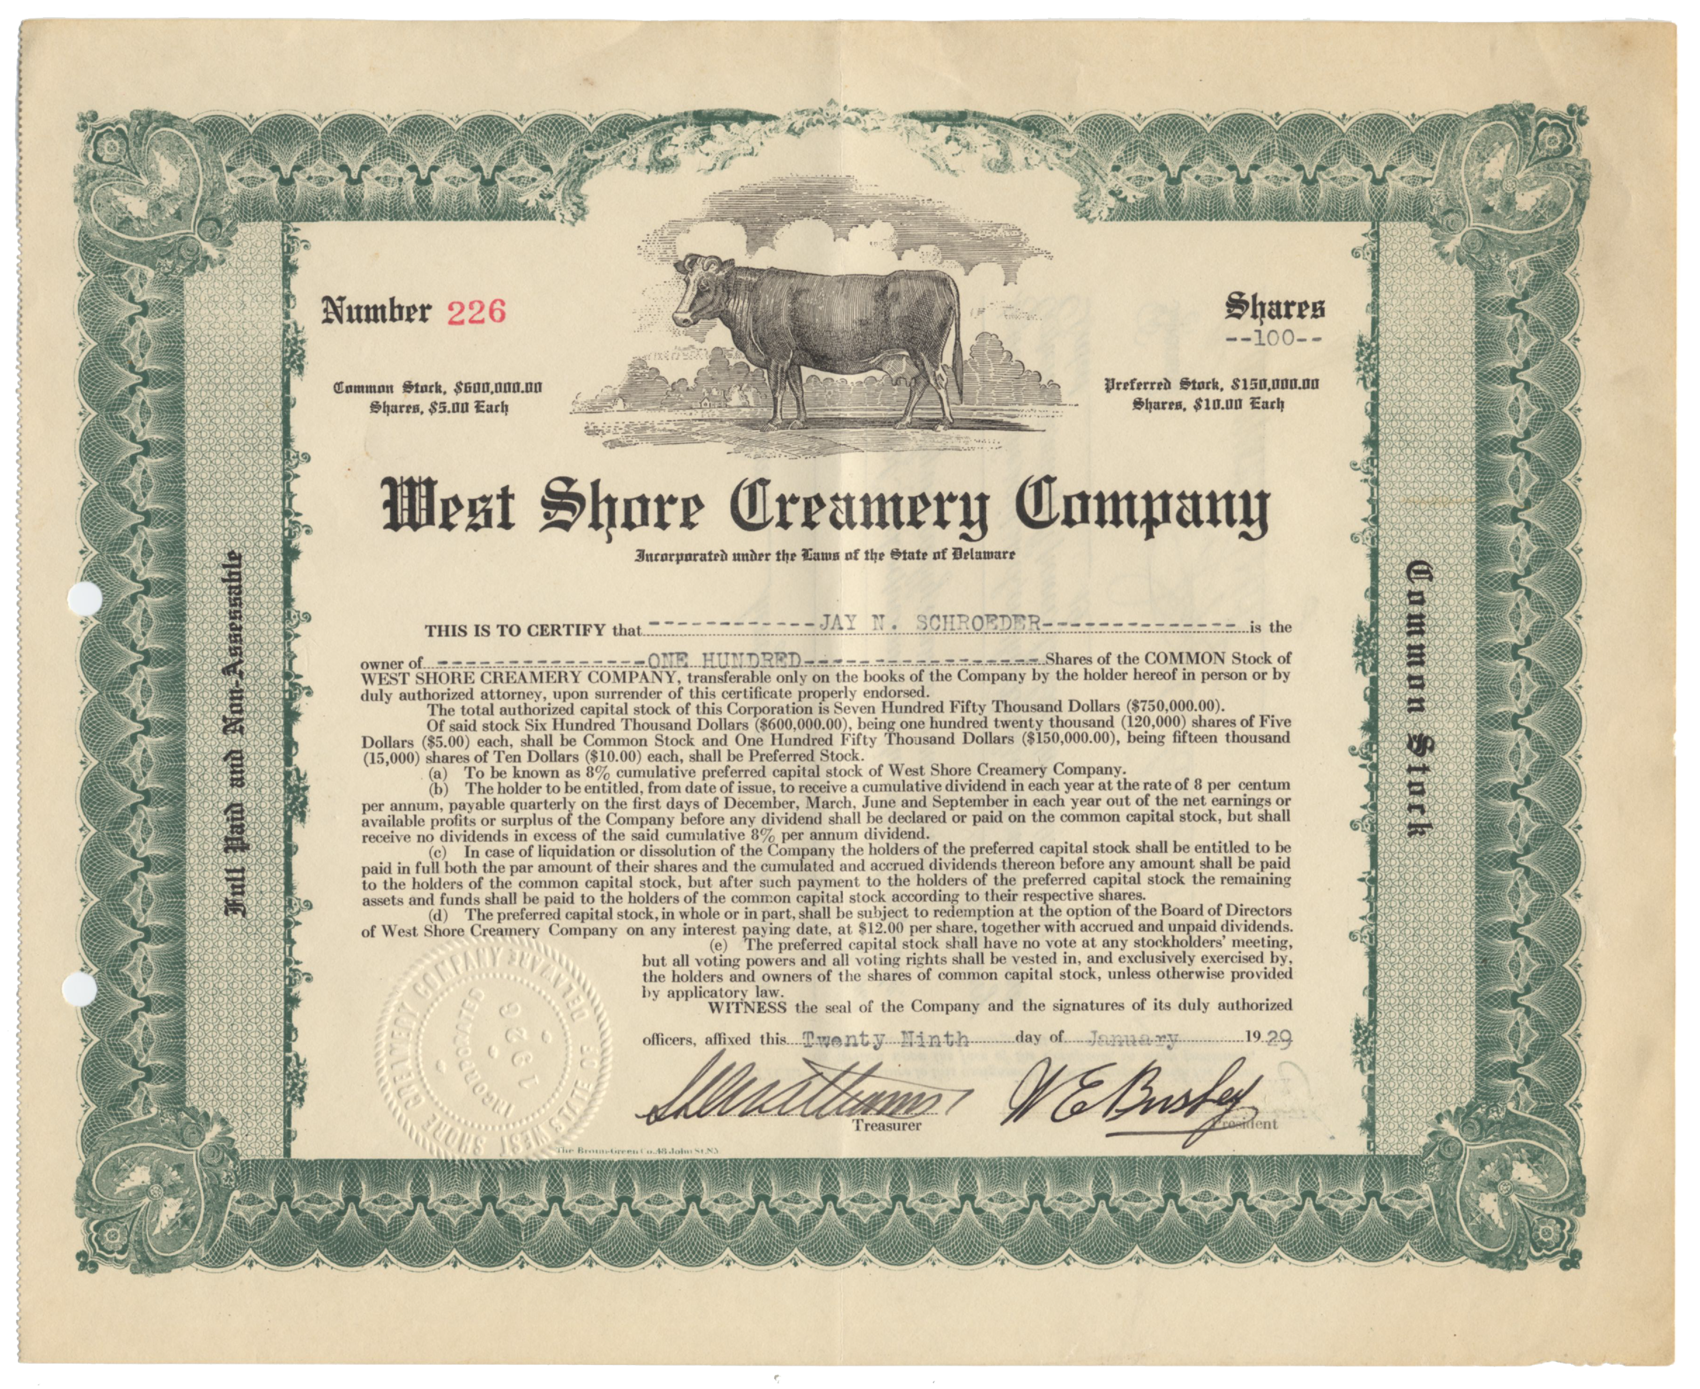 Number 226
Shares
--100--
Common Stock, $600,000.00
Shares, $5.00 Each
Preferred Stock, $150,000.00
Shares, $10.00 Each
West Shore Creamery Company
Incorporated under the Laws of the State of Delaware
Full Paid and Non-Assessable
Common Stock
THIS IS TO CERTIFY that JAY N. SCHROEDER is the
owner of ONE HUNDRED Shares of the COMMON Stock of
WEST SHORE CREAMERY COMPANY, transferable only on the books of the Company by the holder hereof in person or by
duly authorized attorney, upon surrender of this certificate properly endorsed.
The total authorized capital stock of this Corporation is Seven Hundred Fifty Thousand Dollars ($750,000.00).
Of said stock Six Hundred Thousand Dollars ($600,000.00), being one hundred twenty thousand (120,000) shares of Five
Dollars ($5.00) each, shall be Common Stock and One Hundred Fifty Thousand Dollars ($150,000.00), being fifteen thousand
(15,000) shares of Ten Dollars ($10.00) each, shall be Preferred Stock.
(a) To be known as 8% cumulative preferred capital stock of West Shore Creamery Company.
(b) The holder to be entitled, from date of issue, to receive a cumulative dividend in each year at the rate of 8 per centum
per annum, payable quarterly on the first days of December, March, June and September in each year out of the net earnings or
available profits or surplus of the Company before any dividend shall be declared or paid on the common capital stock, but shall
receive no dividends in excess of the said cumulative 8% per annum dividend.
(c) In case of liquidation or dissolution of the Company the holders of the preferred capital stock shall be entitled to be
paid in full both the par amount of their shares and the cumulated and accrued dividends thereon before any amount shall be paid
to the holders of the common capital stock, but after such payment to the holders of the preferred capital stock the remaining
assets and funds shall be paid to the holders of the common capital stock according to their respective shares.
(d) The preferred capital stock, in whole or in part, shall be subject to redemption at the option of the Board of Directors
of West Shore Creamery Company on any interest paying date, at $12.00 per share, together with accrued and unpaid dividends.
(e) The preferred capital stock shall have no vote at any stockholders' meeting,
but all voting powers and all voting rights shall be vested in, and exclusively exercised by,
the holders and owners of the shares of common capital stock, unless otherwise provided
by applicatory law.
WITNESS the seal of the Company and the signatures of its duly authorized
officers, affixed this Twenty Ninth day of January 1929
W E Busby
Treasurer
President
WEST SHORE CREAMERY COMPANY DELAWARE
INCORPORATED
1928
The Broun-Green Co. 48 John St. N.Y.